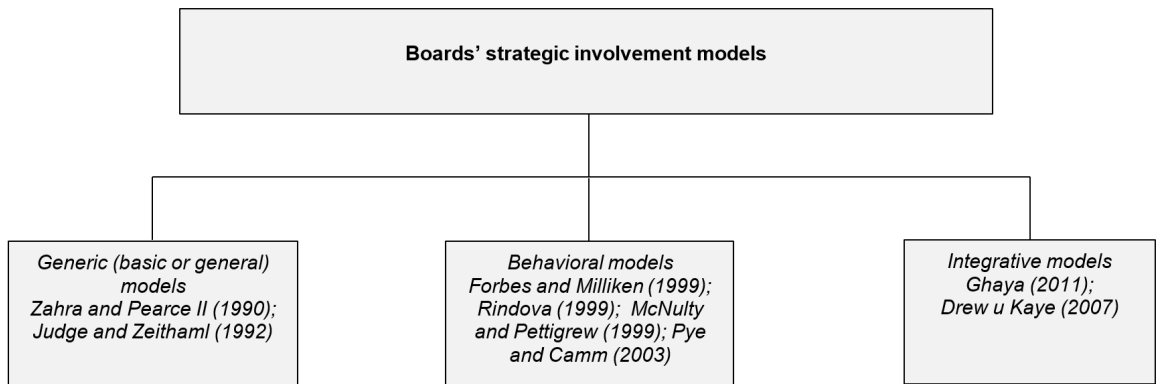 Boards’ strategic involvement models
Generic (basic or general)
models
Zahra and Pearce II (1990);
Judge and Zeithaml (1992)
Behavioral models
Forbes and Milliken (1999);
Rindova (1999); McNulty
and Pettigrew (1999); Pye
and Camm (2003)
Integrative models
Ghaya (2011);
Drew u Kaye (2007)